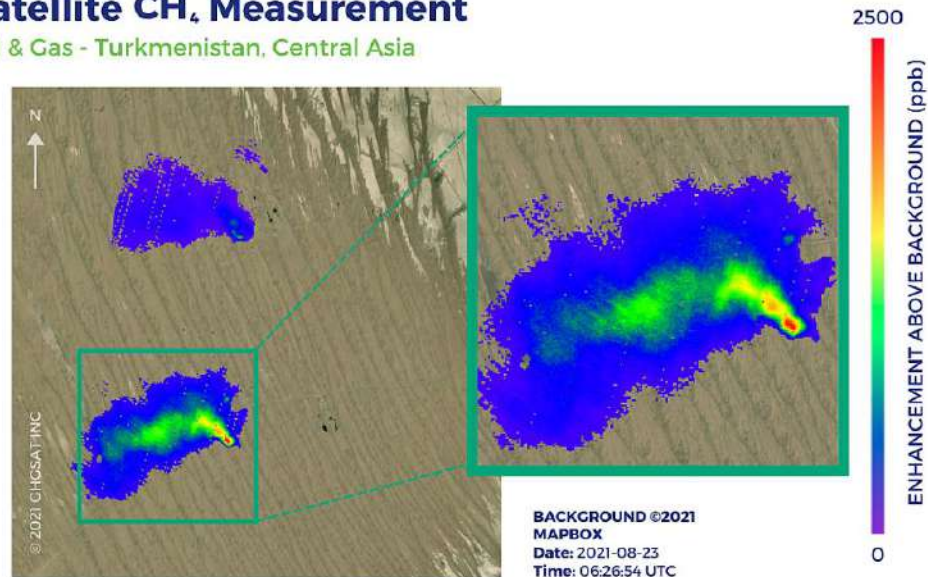 atellite CH₄ Measurement
& Gas - Turkmenistan, Central Asia
2500
N
ENHANCEMENT ABOVE BACKGROUND (ppb)
© 2021 GHGSAT INC
BACKGROUND ©2021
MAPBOX
Date: 2021-08-23
Time: 06:26:54 UTC
0